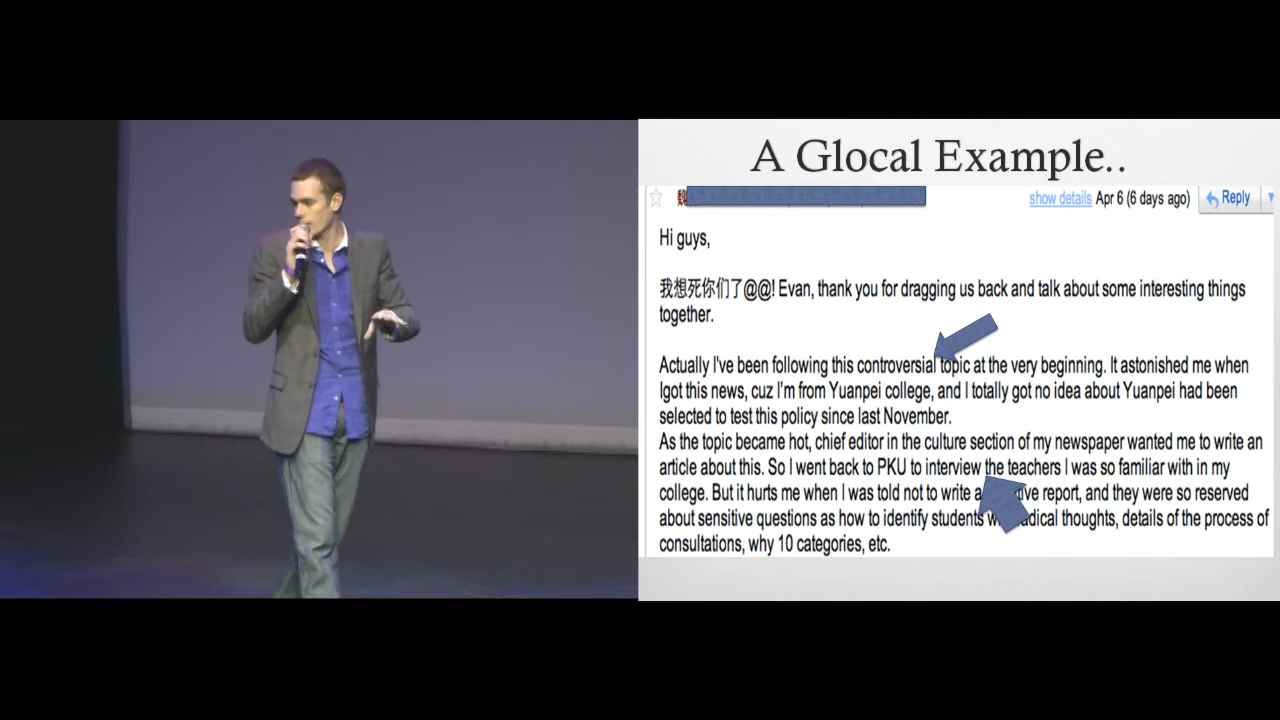 A Glocal Example..
魏
show details Apr 6 (6 days ago) Reply
Hi guys,
我想死你们了@@! Evan, thank you for dragging us back and talk about some interesting things
together.
Actually I've been following this controversial topic at the very beginning. It astonished me when
Igot this news, cuz I'm from Yuanpei college, and I totally got no idea about Yuanpei had been
selected to test this policy since last November.
As the topic became hot, chief editor in the culture section of my newspaper wanted me to write an
article about this. So I went back to PKU to interview the teachers I was so familiar with in my
college. But it hurts me when I was told not to write a report, and they were so reserved
about sensitive questions as how to identify students thoughts, details of the process of
consultations, why 10 categories, etc.